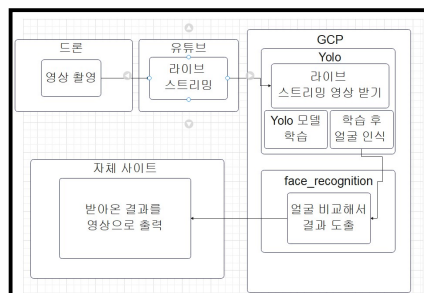 드론
영상 촬영
유튜브
라이브
스트리밍
GCP
Yolo
라이브
스트리밍 영상 받기
Yolo 모델
학습
학습 후
얼굴 인식
face_recognition
얼굴 비교해서
결과 도출
자체 사이트
받아온 결과를
영상으로 출력